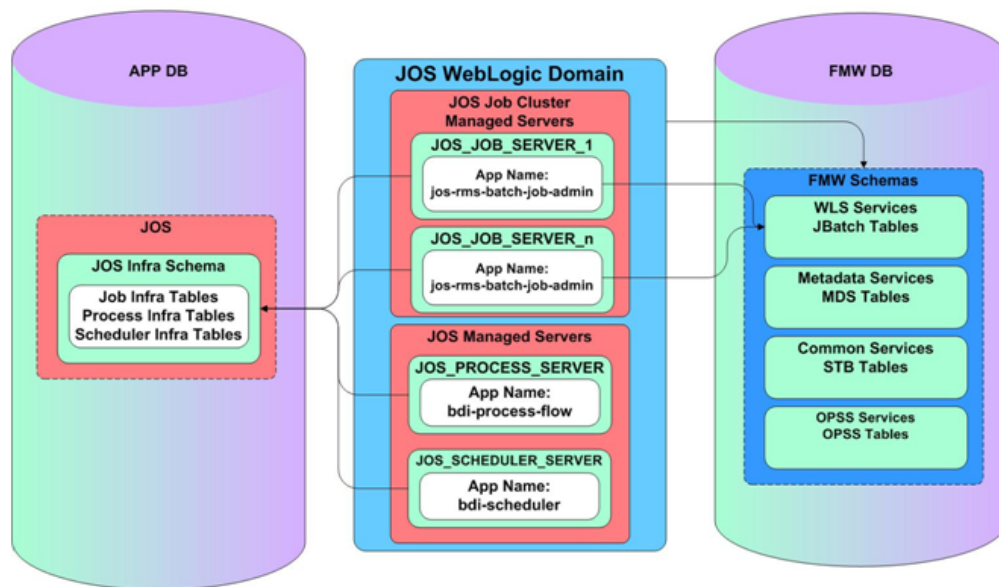 APP DB
JOS
JOS Infra Schema
Job Infra Tables
Process Infra Tables
Scheduler Infra Tables
JOS WebLogic Domain
JOS Job Cluster
Managed Servers
JOS_JOB_SERVER_1
App Name:
jos-rms-batch-job-admin
JOS_JOB_SERVER_n
App Name:
jos-rms-batch-job-admin
JOS Managed Servers
JOS_PROCESS_SERVER
App Name:
bdi-process-flow
JOS_SCHEDULER_SERVER
App Name:
bdi-scheduler
FMW DB
FMW Schemas
WLS Services
JBatch Tables
Metadata Services
MDS Tables
Common Services
STB Tables
OPSS Services
OPSS Tables